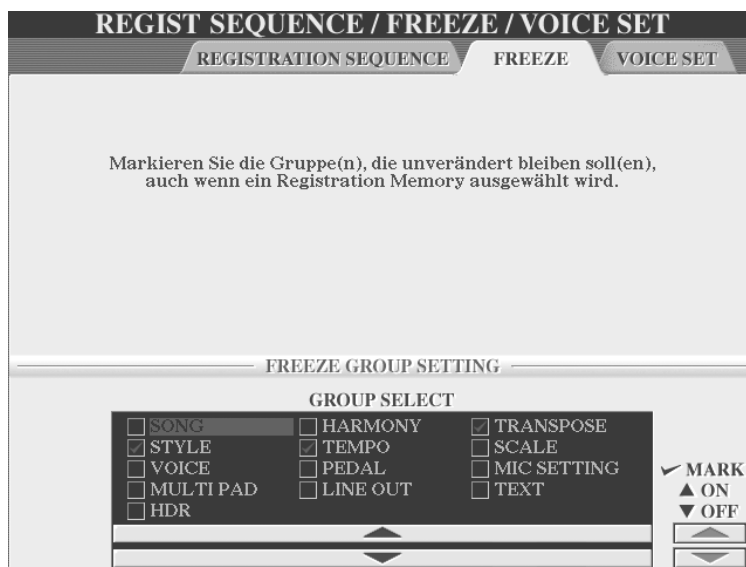 REGIST SEQUENCE / FREEZE / VOICE SET
REGISTRATION SEQUENCE FREEZE VOICE SET
Markieren Sie die Gruppe(n), die unverändert bleiben soll(en),
auch wenn ein Registration Memory ausgewählt wird.
FREEZE GROUP SETTING
GROUP SELECT
SONG HARMONY TRANSPOSE
STYLE TEMPO SCALE
VOICE PEDAL MIC SETTING
MULTI PAD LINE OUT TEXT
HDR
MARK
▲ ON
▼ OFF